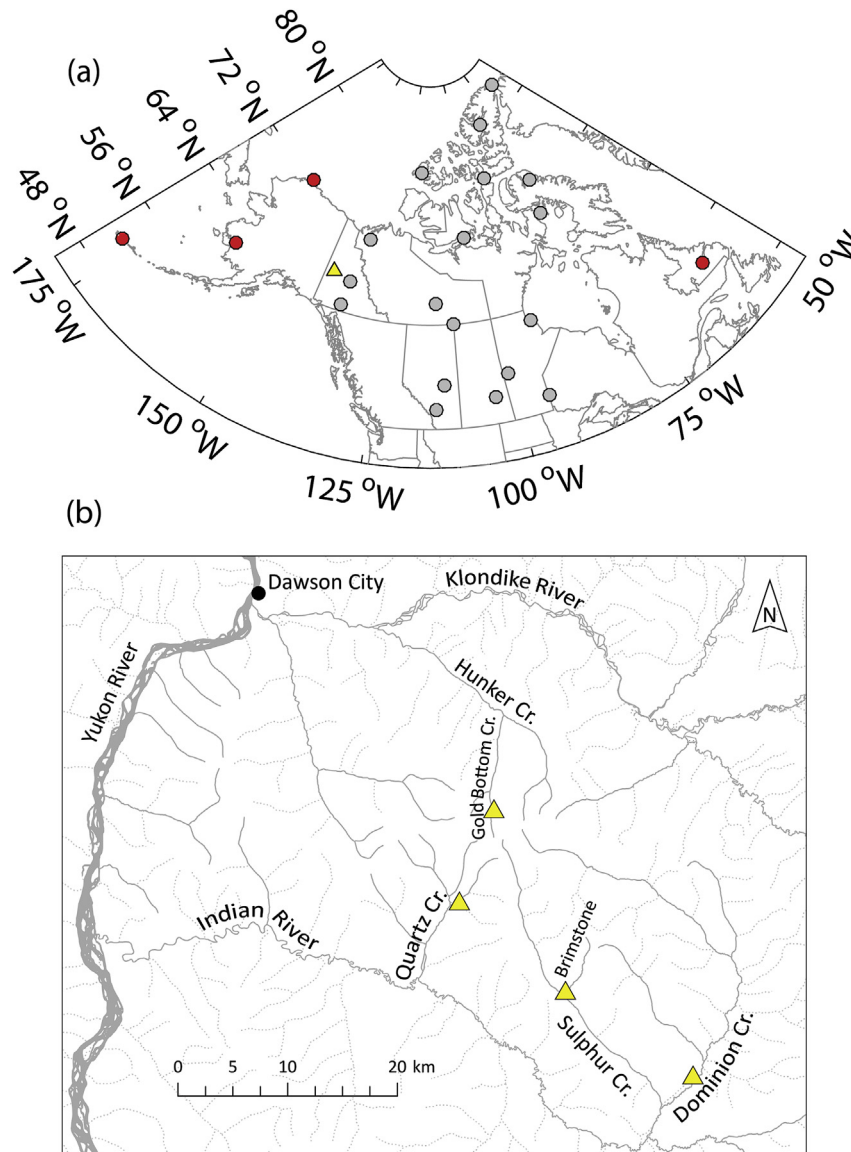 (a)
80 °N
72 °N
64 °N
56 °N
48 °N
175 °W
150 °W
125 °W
100 °W
75 °W
50 °W
(b)
Dawson City
Klondike River
N
Yukon River
Hunker Cr.
Gold Bottom Cr.
Quartz Cr.
Indian River
Brimstone
Sulphur Cr.
Dominion Cr.
0 5 10 20 km